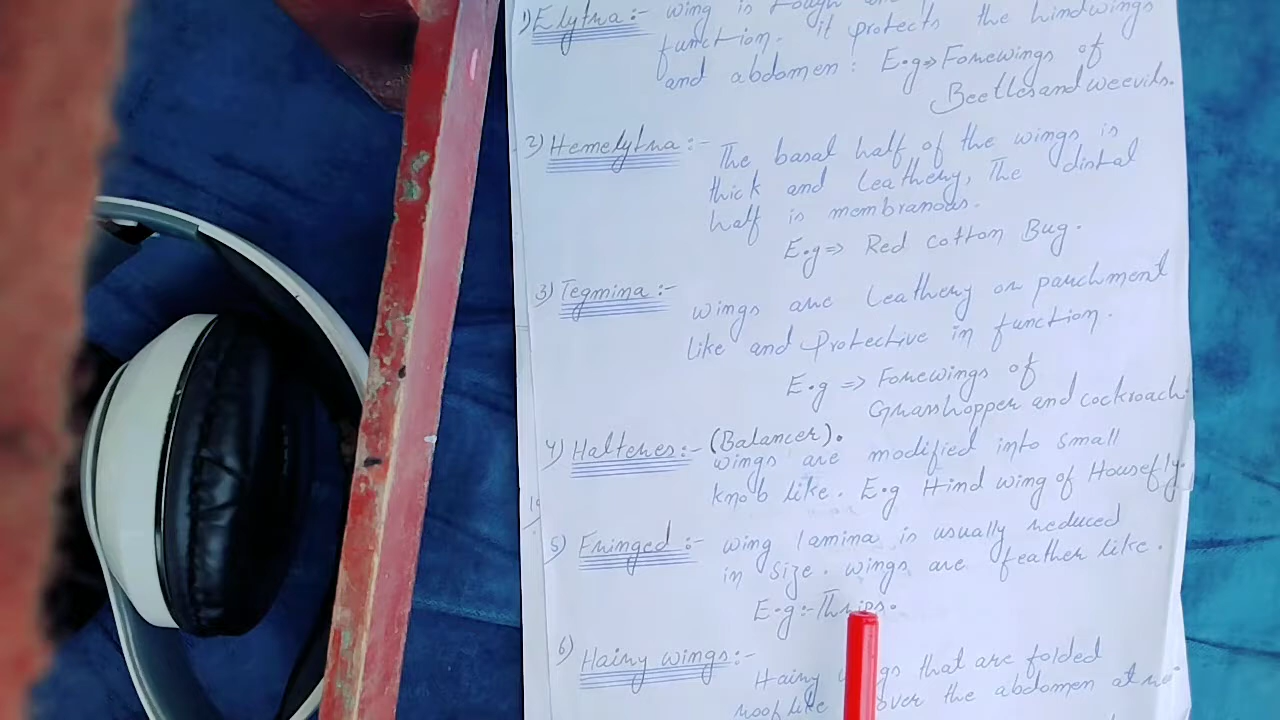 1) Elytra:- wing is tough
function. it protects the hindwings
and abdomen: E.g⇒ Forewings of
Beetles and weevils.
2) Hemelytra:- The basal half of the wings is
thick and leathery, The distal
half is membranous.
E.g⇒ Red cotton Bug.
3) Tegmina:-
wings are leathery or parchment
like and protective in function.
E.g ⇒ Forewings of
Grasshopper and cockroach.
4) Halteres:- (Balancer).
wings are modified into small
knob like. E.g Hind wing of Housefly.
5) Fringed:- wing lamina is usually reduced
in size. wings are feather like.
E.g:- Thrips.
6) Hairy wings:-
Hairy wings that are folded
roof like over the abdomen at